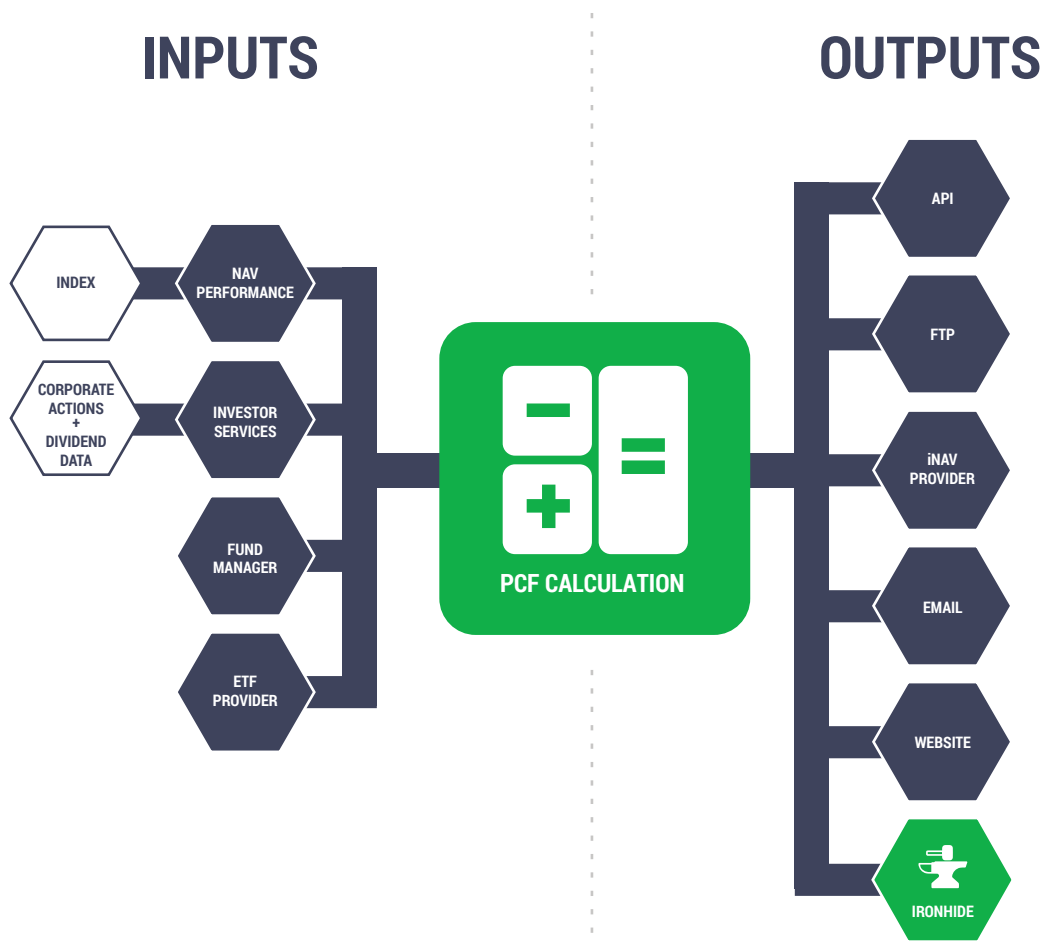 INPUTS
OUTPUTS
INDEX
NAV
PERFORMANCE
CORPORATE
ACTIONS
+
DIVIDEND
DATA
INVESTOR
SERVICES
FUND
MANAGER
ETF
PROVIDER
PCF CALCULATION
API
FTP
iNAV
PROVIDER
EMAIL
WEBSITE
IRONHIDE